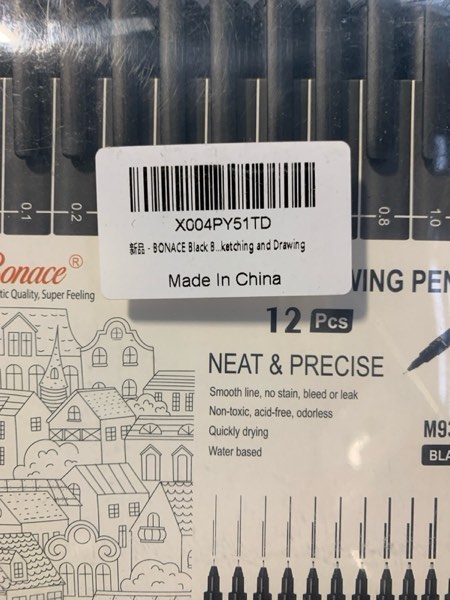 0.1
0.2
0.8
1.0
X004PY51TD
新品 - BONACE Black B...ketching and Drawing
Made In China
onace®
tic Quality, Super Feeling
WING PEN
12 Pcs
NEAT & PRECISE
Smooth line, no stain, bleed or leak
Non-toxic, acid-free, odorless
Quickly drying
Water based
M93
BLA